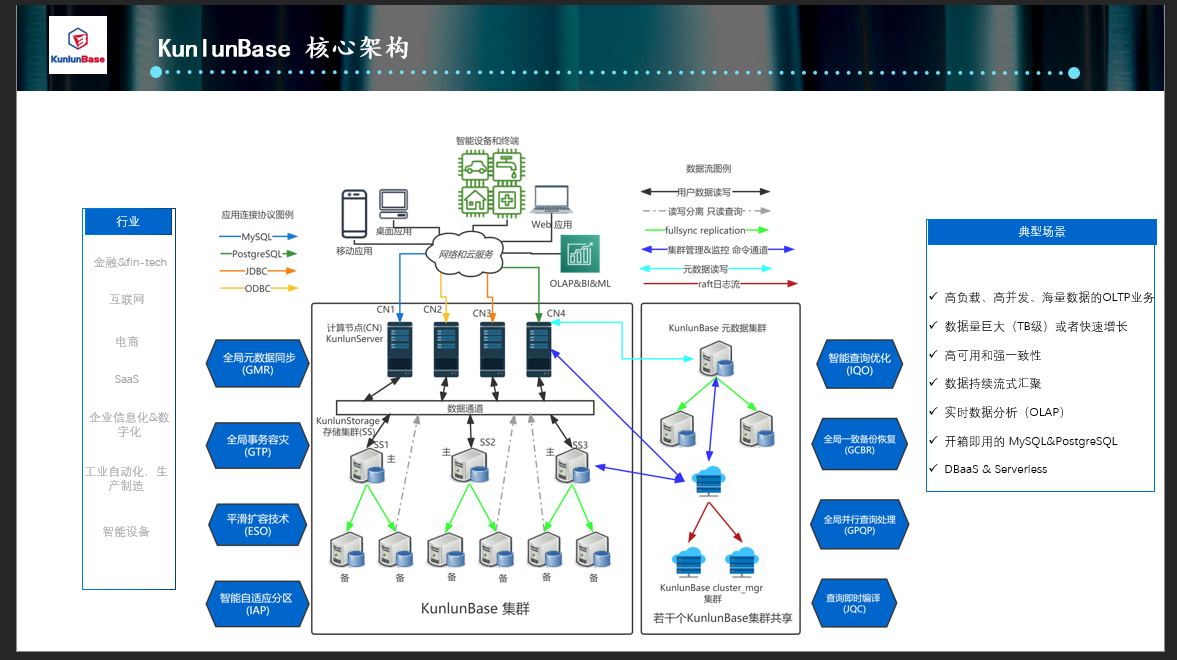 KunlunBase
KunlunBase 核心架构
行业
金融&fin-tech
互联网
电商
SaaS
企业信息化&数
字化
工业自动化，生
产制造
智能设备
应用连接协议图例
MySQL
PostgreSQL
JDBC
ODBC
全局元数据同步
(GMR)
全局事务容灾
(GTP)
平滑扩容技术
(ESO)
智能自适应分区
(IAP)
智能设备和终端
桌面应用
移动应用
Web 应用
网络和云服务
OLAP&BI&ML
CN1
CN2
CN3
CN4
计算节点(CN)
KunlunServer
数据通道
KunlunStorage
存储集群(SS)
SS1
主
SS2
主
SS3
主
备
备
备
备
备
备
KunlunBase 集群
数据流图例
用户数据读写
读写分离 只读查询
fullsync replication
集群管理&监控 命令通道
元数据读写
raft日志流
KunlunBase 元数据集群
KunlunBase cluster_mgr
集群
若干个KunlunBase集群共享
智能查询优化
(IQO)
全局一致备份恢复
(GCBR)
全局并行查询处理
(GPQP)
查询即时编译
(JQC)
典型场景
✓ 高负载、高并发、海量数据的OLTP业务
✓ 数据量巨大（TB级）或者快速增长
✓ 高可用和强一致性
✓ 数据持续流式汇聚
✓ 实时数据分析（OLAP）
✓ 开箱即用的 MySQL&PostgreSQL
✓ DBaaS & Serverless